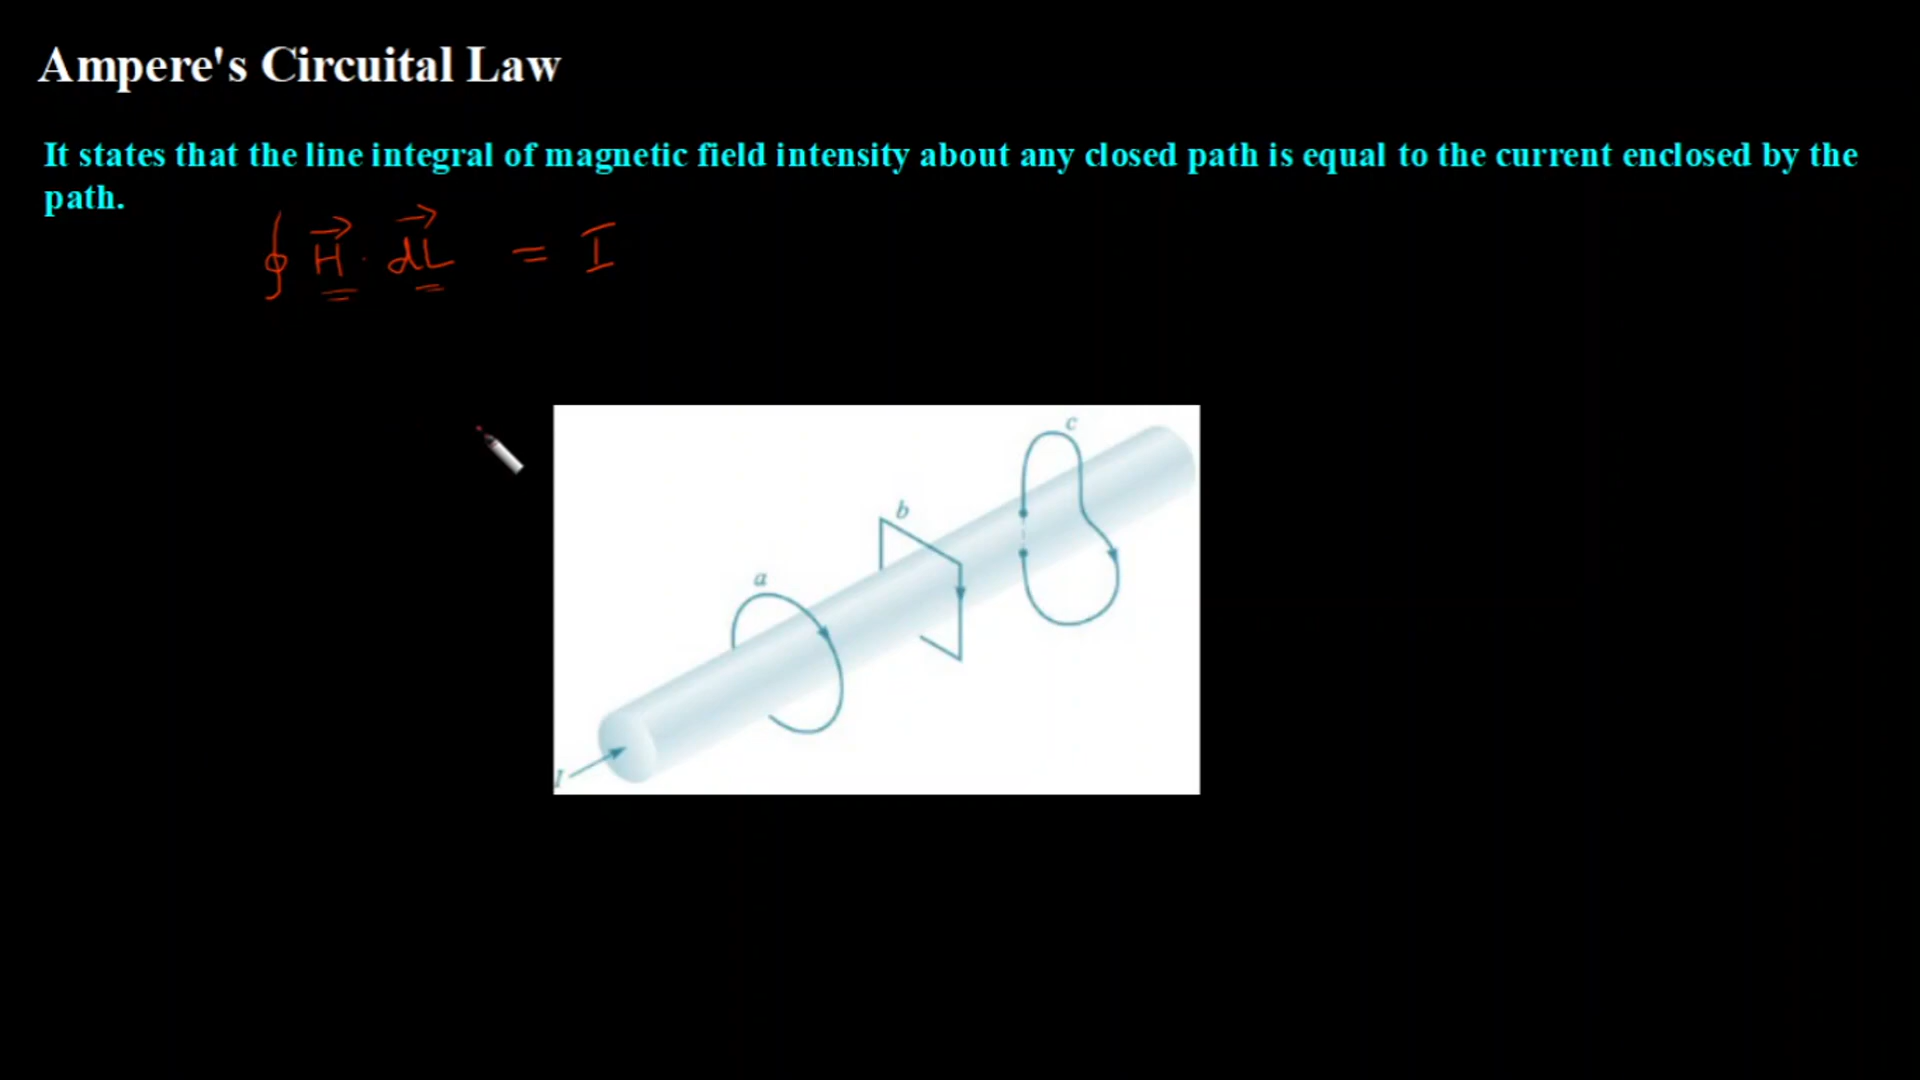 Ampere's Circuital Law
It states that the line integral of magnetic field intensity about any closed path is equal to the current enclosed by the
path.
∮ H⃗ · dL⃗ = I
c
b
a
I